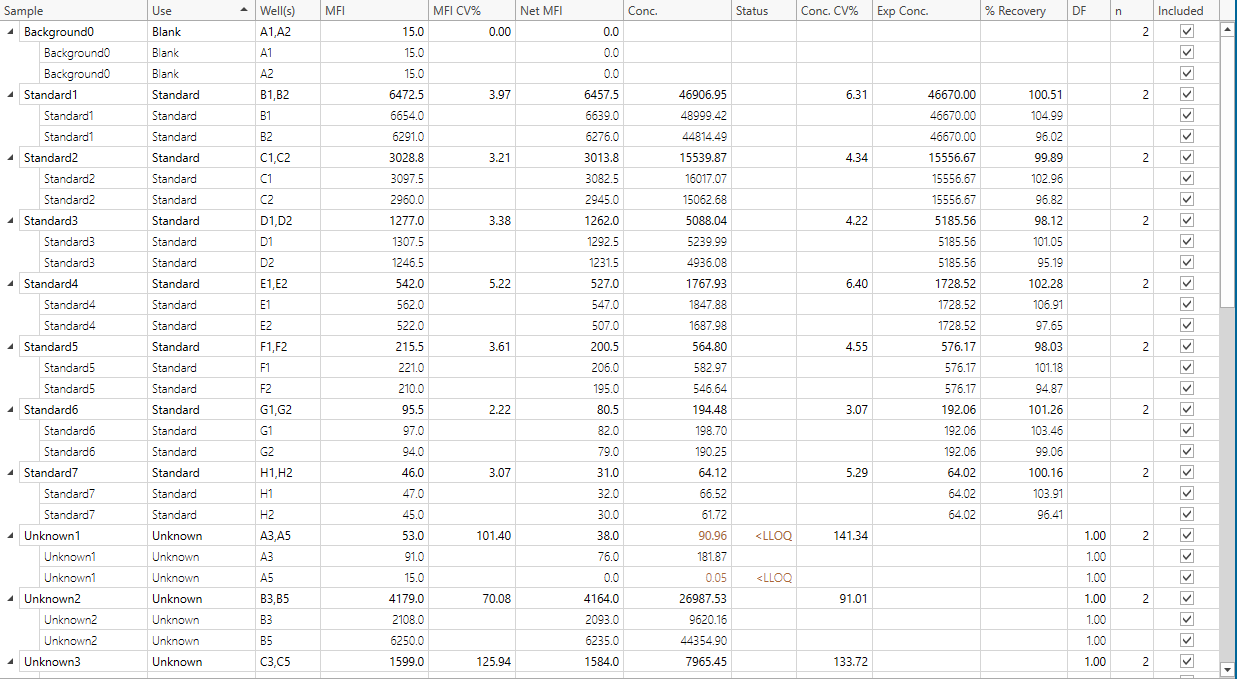 Sample Use Well(s) MFI MFI CV% Net MFI Conc. Status Conc. CV% Exp Conc. % Recovery DF n Included
Background0 Blank A1,A2 15.0 0.00 0.0 2
Background0 Blank A1 15.0 0.0
Background0 Blank A2 15.0 0.0
Standard1 Standard B1,B2 6472.5 3.97 6457.5 46906.95 6.31 46670.00 100.51 2
Standard1 Standard B1 6654.0 6639.0 48999.42 46670.00 104.99
Standard1 Standard B2 6291.0 6276.0 44814.49 46670.00 96.02
Standard2 Standard C1,C2 3028.8 3.21 3013.8 15539.87 4.34 15556.67 99.89 2
Standard2 Standard C1 3097.5 3082.5 16017.07 15556.67 102.96
Standard2 Standard C2 2960.0 2945.0 15062.68 15556.67 96.82
Standard3 Standard D1,D2 1277.0 3.38 1262.0 5088.04 4.22 5185.56 98.12 2
Standard3 Standard D1 1307.5 1292.5 5239.99 5185.56 101.05
Standard3 Standard D2 1246.5 1231.5 4936.08 5185.56 95.19
Standard4 Standard E1,E2 542.0 5.22 527.0 1767.93 6.40 1728.52 102.28 2
Standard4 Standard E1 562.0 547.0 1847.88 1728.52 106.91
Standard4 Standard E2 522.0 507.0 1687.98 1728.52 97.65
Standard5 Standard F1,F2 215.5 3.61 200.5 564.80 4.55 576.17 98.03 2
Standard5 Standard F1 221.0 206.0 582.97 576.17 101.18
Standard5 Standard F2 210.0 195.0 546.64 576.17 94.87
Standard6 Standard G1,G2 95.5 2.22 80.5 194.48 3.07 192.06 101.26 2
Standard6 Standard G1 97.0 82.0 198.70 192.06 103.46
Standard6 Standard G2 94.0 79.0 190.25 192.06 99.06
Standard7 Standard H1,H2 46.0 3.07 31.0 64.12 5.29 64.02 100.16 2
Standard7 Standard H1 47.0 32.0 66.52 64.02 103.91
Standard7 Standard H2 45.0 30.0 61.72 64.02 96.41
Unknown1 Unknown A3,A5 53.0 101.40 38.0 90.96 <LLOQ 141.34 1.00 2
Unknown1 Unknown A3 91.0 76.0 181.87 1.00
Unknown1 Unknown A5 15.0 0.0 0.05 <LLOQ 1.00
Unknown2 Unknown B3,B5 4179.0 70.08 4164.0 26987.53 91.01 1.00 2
Unknown2 Unknown B3 2108.0 2093.0 9620.16 1.00
Unknown2 Unknown B5 6250.0 6235.0 44354.90 1.00
Unknown3 Unknown C3,C5 1599.0 125.94 1584.0 7965.45 133.72 1.00 2